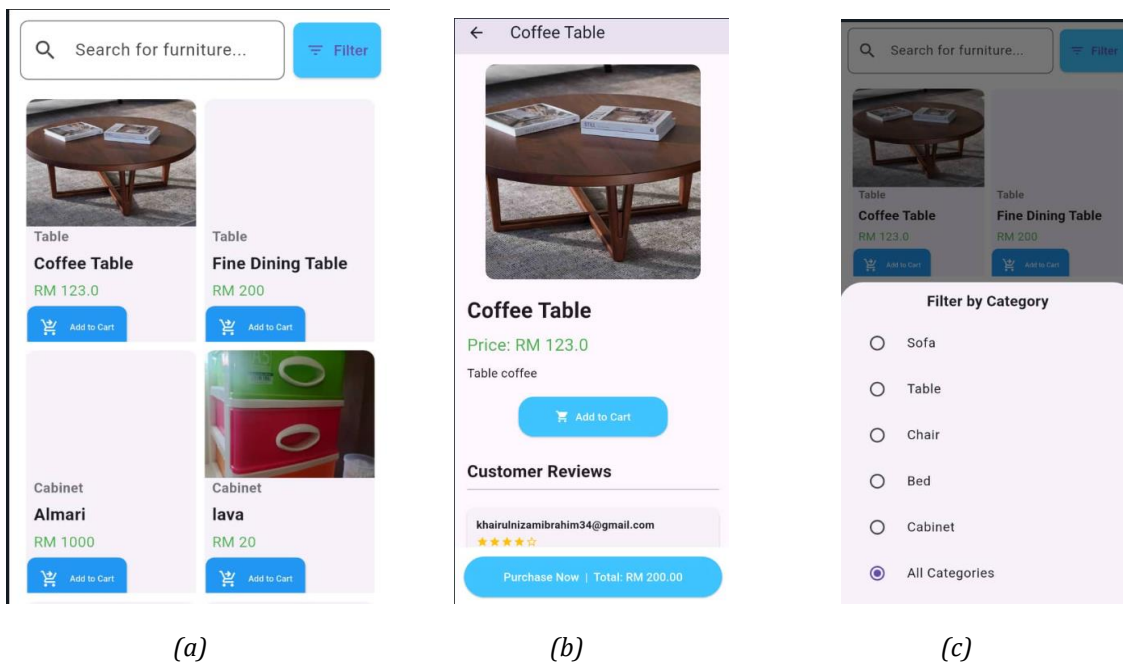 Search for furniture...
Filter
Table
Table
Coffee Table
Fine Dining Table
RM 123.0
RM 200
Add to Cart
Add to Cart
Cabinet
Cabinet
Almari
lava
RM 1000
RM 20
Add to Cart
Add to Cart
(a)
Coffee Table
Coffee Table
Price: RM 123.0
Table coffee
Add to Cart
Customer Reviews
khairulnizamibrahim34@gmail.com
Purchase Now | Total: RM 200.00
(b)
Search for furniture...
Filter
Table
Table
Coffee Table
Fine Dining Table
RM 123.0
RM 200
Add to Cart
Add to Cart
Filter by Category
Sofa
Table
Chair
Bed
Cabinet
All Categories
(c)